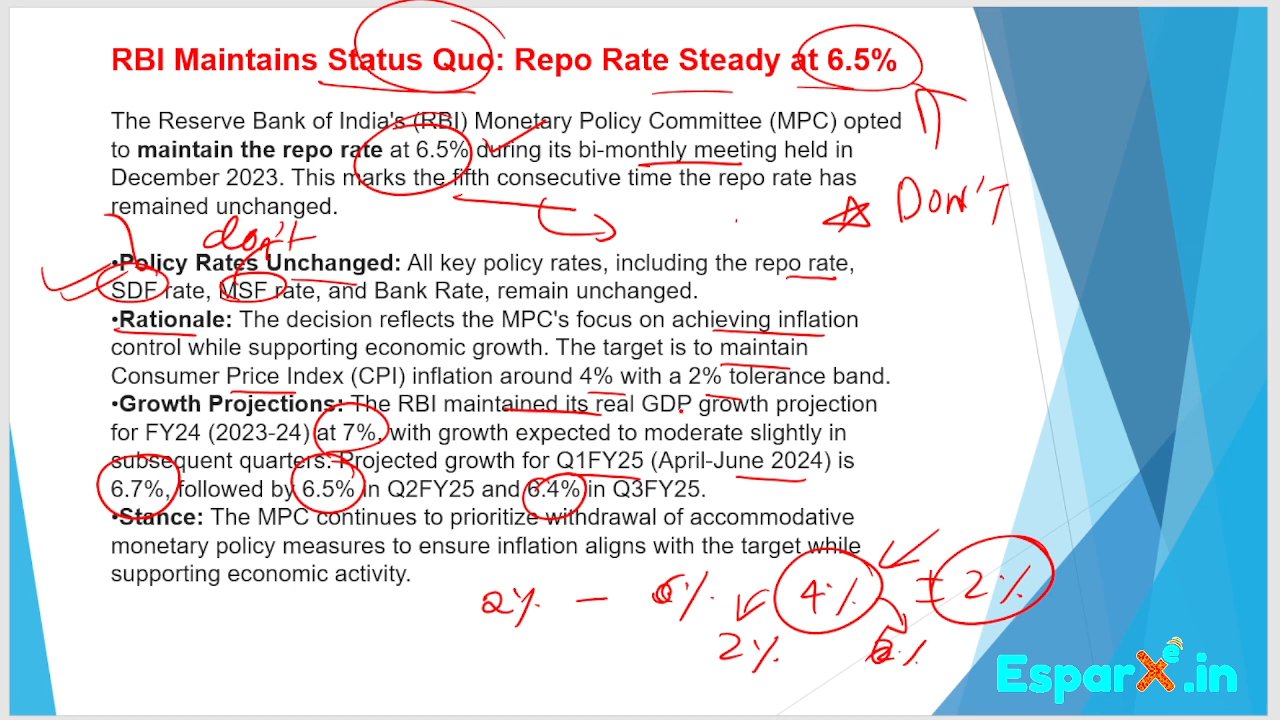 RBI Maintains Status Quo: Repo Rate Steady at 6.5%
The Reserve Bank of India's (RBI) Monetary Policy Committee (MPC) opted
to maintain the repo rate at 6.5% during its bi-monthly meeting held in
December 2023. This marks the fifth consecutive time the repo rate has
remained unchanged.
DON'T
don't
•Policy Rates Unchanged: All key policy rates, including the repo rate,
SDF rate, MSF rate, and Bank Rate, remain unchanged.
•Rationale: The decision reflects the MPC's focus on achieving inflation
control while supporting economic growth. The target is to maintain
Consumer Price Index (CPI) inflation around 4% with a 2% tolerance band.
•Growth Projections: The RBI maintained its real GDP growth projection
for FY24 (2023-24) at 7%, with growth expected to moderate slightly in
subsequent quarters. Projected growth for Q1FY25 (April-June 2024) is
6.7%, followed by 6.5% in Q2FY25 and 6.4% in Q3FY25.
•Stance: The MPC continues to prioritize withdrawal of accommodative
monetary policy measures to ensure inflation aligns with the target while
supporting economic activity.
2% – 6% 4% ± 2%
2% 6%
EsparXe.in